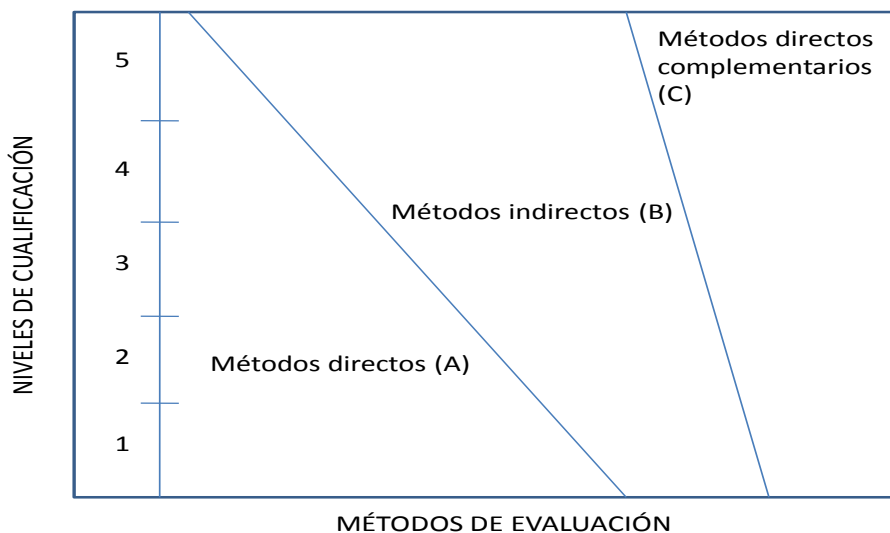 Métodos directos
complementarios
(C)
5
4
Métodos indirectos (B)
3
2
Métodos directos (A)
1
NIVELES DE CUALIFICACIÓN
MÉTODOS DE EVALUACIÓN